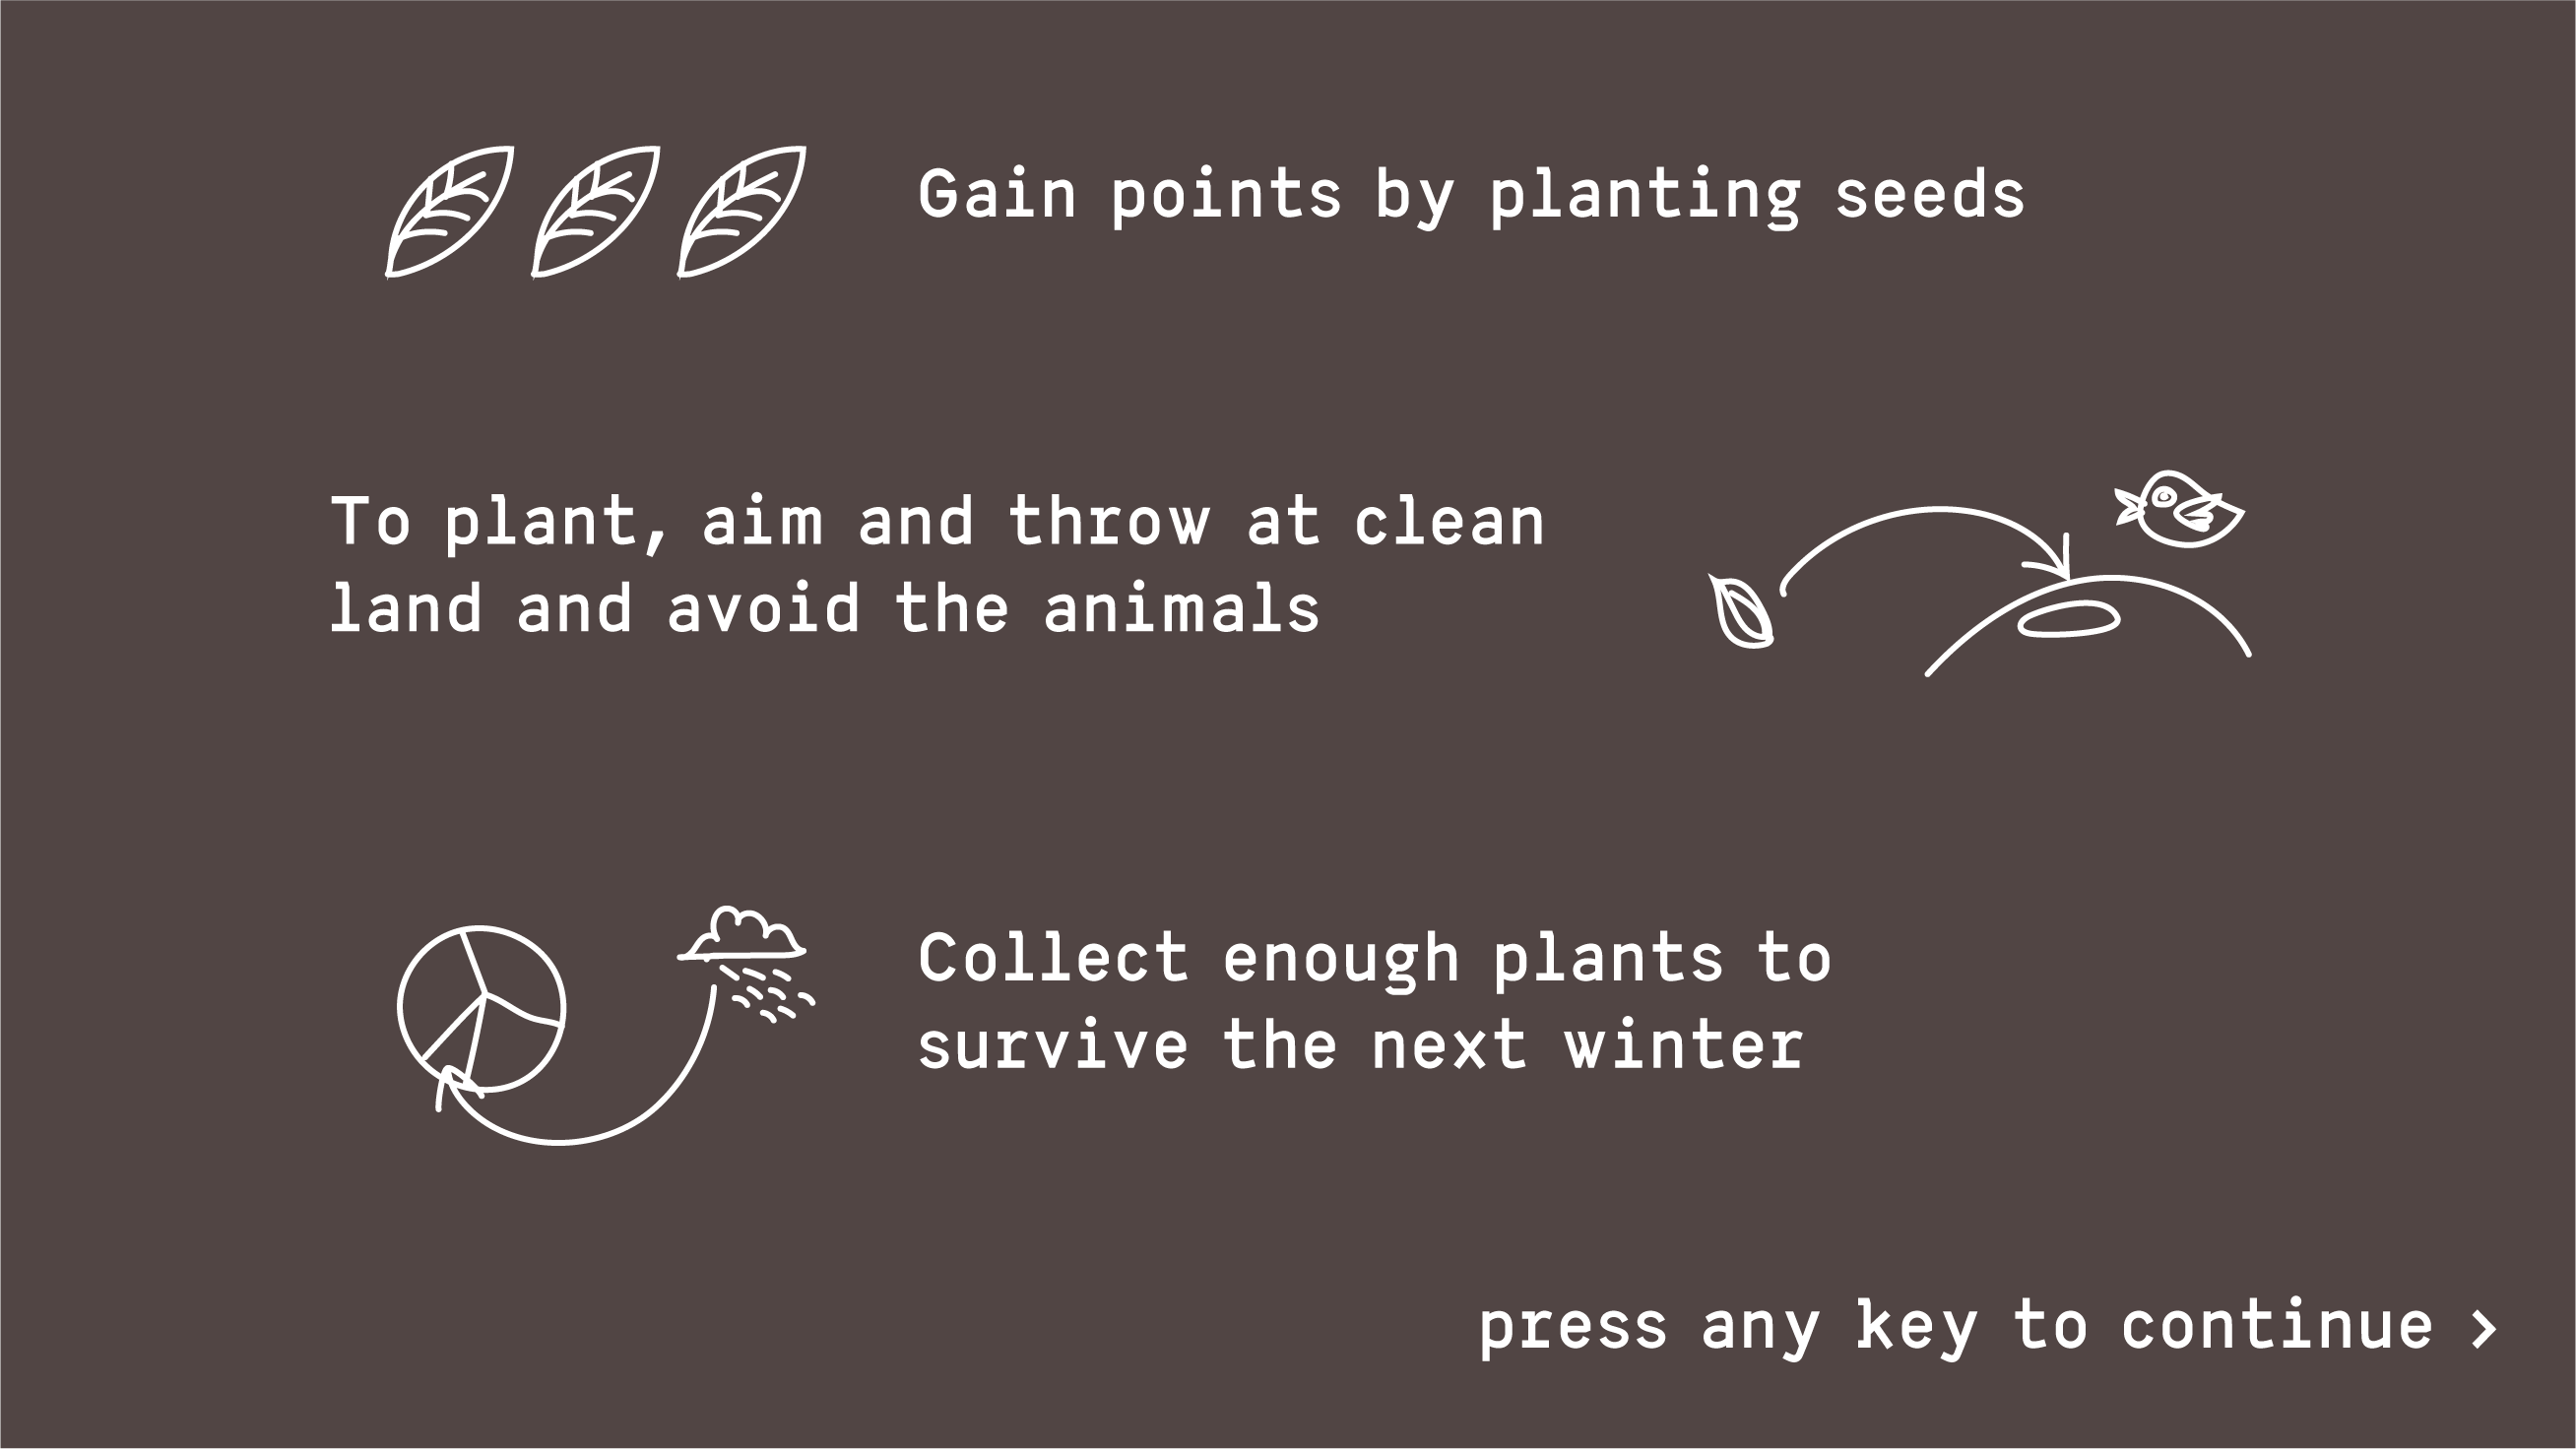 Gain points by planting seeds
To plant, aim and throw at clean
land and avoid the animals
Collect enough plants to
survive the next winter
press any key to continue >